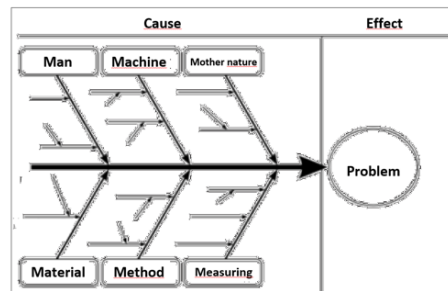 Cause
Effect
Man
Machine
Mother nature
Problem
Material
Method
Measuring